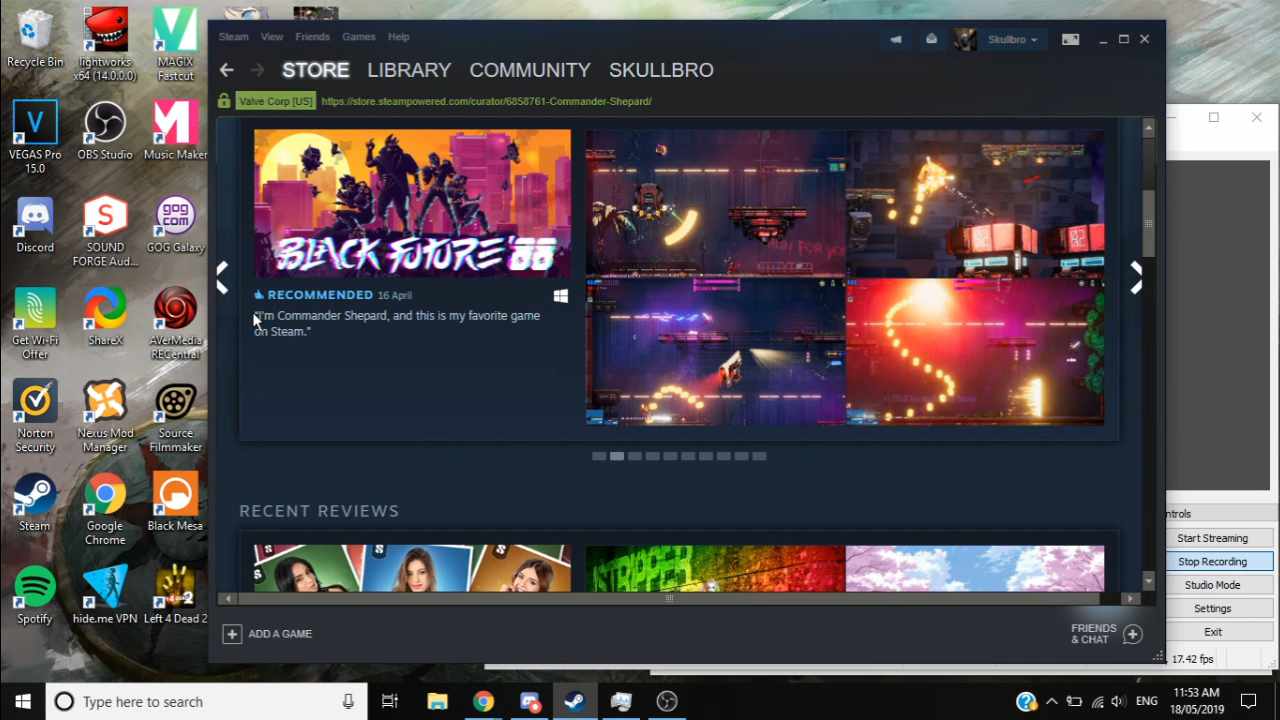 Steam View Friends Games Help
Skullbro
STORE LIBRARY COMMUNITY SKULLBRO
Valve Corp [US] https://store.steampowered.com/curator/6858761-Commander-Shepard/
BLACK FUTURE '88
RECOMMENDED 16 April
"I'm Commander Shepard, and this is my favorite game
on Steam."
RECENT REVIEWS
STRIPPER
ADD A GAME
FRIENDS
& CHAT
Recycle Bin
lightworks
x64 (14.0.0.0)
MAGIX
Fastcut
VEGAS Pro
15.0
OBS Studio
Music Maker
Discord
SOUND
FORGE Aud...
GOG
COM
GOG Galaxy
Get Wi-Fi
Offer
ShareX
AVerMedia
RECentral
Norton
Security
Nexus Mod
Manager
Source
Filmmaker
Steam
Google
Chrome
Black Mesa
Spotify
hide.me VPN
Left 4 Dead 2
ntrols
Start Streaming
Stop Recording
Studio Mode
Settings
Exit
17.42 fps
Type here to search
ENG
11:53 AM
18/05/2019